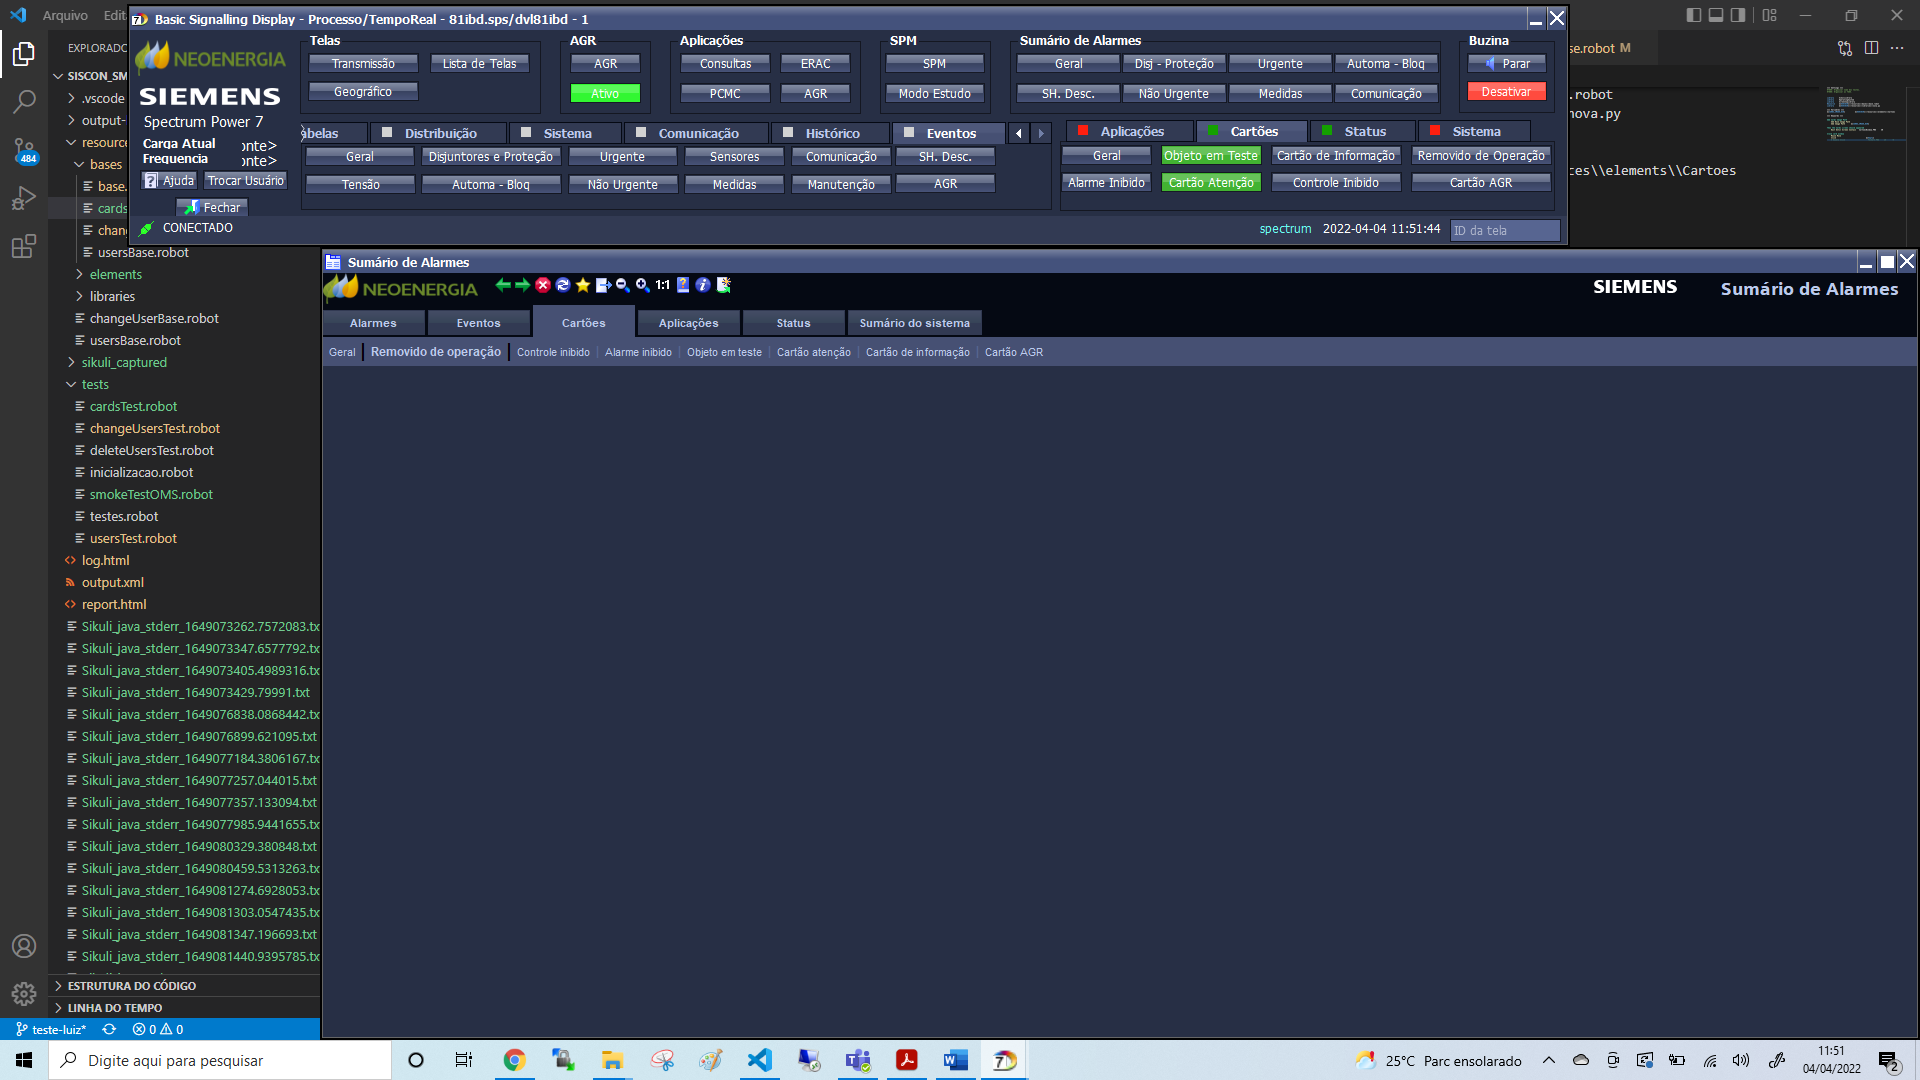 Arquivo
Basic Signalling Display - Processo/TempoReal - 81ibd.sps/dvl81ibd - 1
NEOENERGIA
SIEMENS
Spectrum Power 7
Carga Atual
Frequencia
onte>
onte>
Ajuda
Trocar Usuário
Fechar
CONECTADO
Telas
Transmissão
Lista de Telas
Geográfico
AGR
AGR
Ativo
Aplicações
Consultas
ERAC
PCMC
AGR
SPM
SPM
Modo Estudo
Sumário de Alarmes
Geral
Disj - Proteção
Urgente
Automa - Bloq
SH. Desc.
Não Urgente
Medidas
Comunicação
Buzina
Parar
Desativar
Distribuição
Sistema
Comunicação
Histórico
Eventos
Geral
Disjuntores e Proteção
Urgente
Sensores
Comunicação
SH. Desc.
Tensão
Automa - Bloq
Não Urgente
Medidas
Manutenção
AGR
Aplicações
Cartões
Status
Sistema
Geral
Objeto em Teste
Cartão de Informação
Removido de Operação
Alarme Inibido
Cartão Atenção
Controle Inibido
Cartão AGR
spectrum
2022-04-04 11:51:44
ID da tela
se.robot M
.robot
nova.py
ces\\elements\\Cartoes
EXPLORADO
SISCON_SM
.vscode
output-
resource
bases
base.
cards
chang
usersBase.robot
elements
libraries
changeUserBase.robot
usersBase.robot
sikuli_captured
tests
cardsTest.robot
changeUsersTest.robot
deleteUsersTest.robot
inicializacao.robot
smokeTestOMS.robot
testes.robot
usersTest.robot
log.html
output.xml
report.html
Sikuli_java_stderr_1649073262.7572083.tx
Sikuli_java_stderr_1649073347.6577792.tx
Sikuli_java_stderr_1649073405.4989316.tx
Sikuli_java_stderr_1649073429.79991.txt
Sikuli_java_stderr_1649076838.0868442.tx
Sikuli_java_stderr_1649076899.621095.txt
Sikuli_java_stderr_1649077184.3806167.tx
Sikuli_java_stderr_1649077257.044015.txt
Sikuli_java_stderr_1649077357.133094.txt
Sikuli_java_stderr_1649077985.9441655.tx
Sikuli_java_stderr_1649080329.380848.txt
Sikuli_java_stderr_1649080459.5313263.tx
Sikuli_java_stderr_1649081274.6928053.tx
Sikuli_java_stderr_1649081303.0547435.tx
Sikuli_java_stderr_1649081347.196693.txt
Sikuli_java_stderr_1649081440.9395785.tx
ESTRUTURA DO CÓDIGO
LINHA DO TEMPO
484
teste-luiz*
0
0
Sumário de Alarmes
NEOENERGIA
1:1
SIEMENS
Sumário de Alarmes
Alarmes
Eventos
Cartões
Aplicações
Status
Sumário do sistema
Geral
Removido de operação
Controle inibido
Alarme inibido
Objeto em teste
Cartão atenção
Cartão de informação
Cartão AGR
Digite aqui para pesquisar
25°C Parc ensolarado
11:51
04/04/2022
2